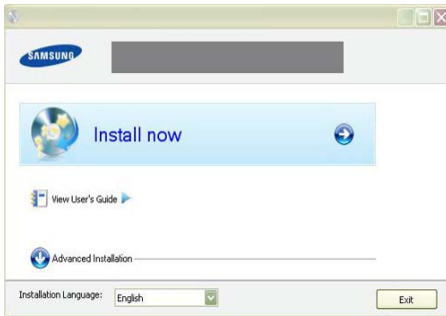 SAMSUNG
Install now
View User's Guide
Advanced Installation
Installation Language: English
Exit